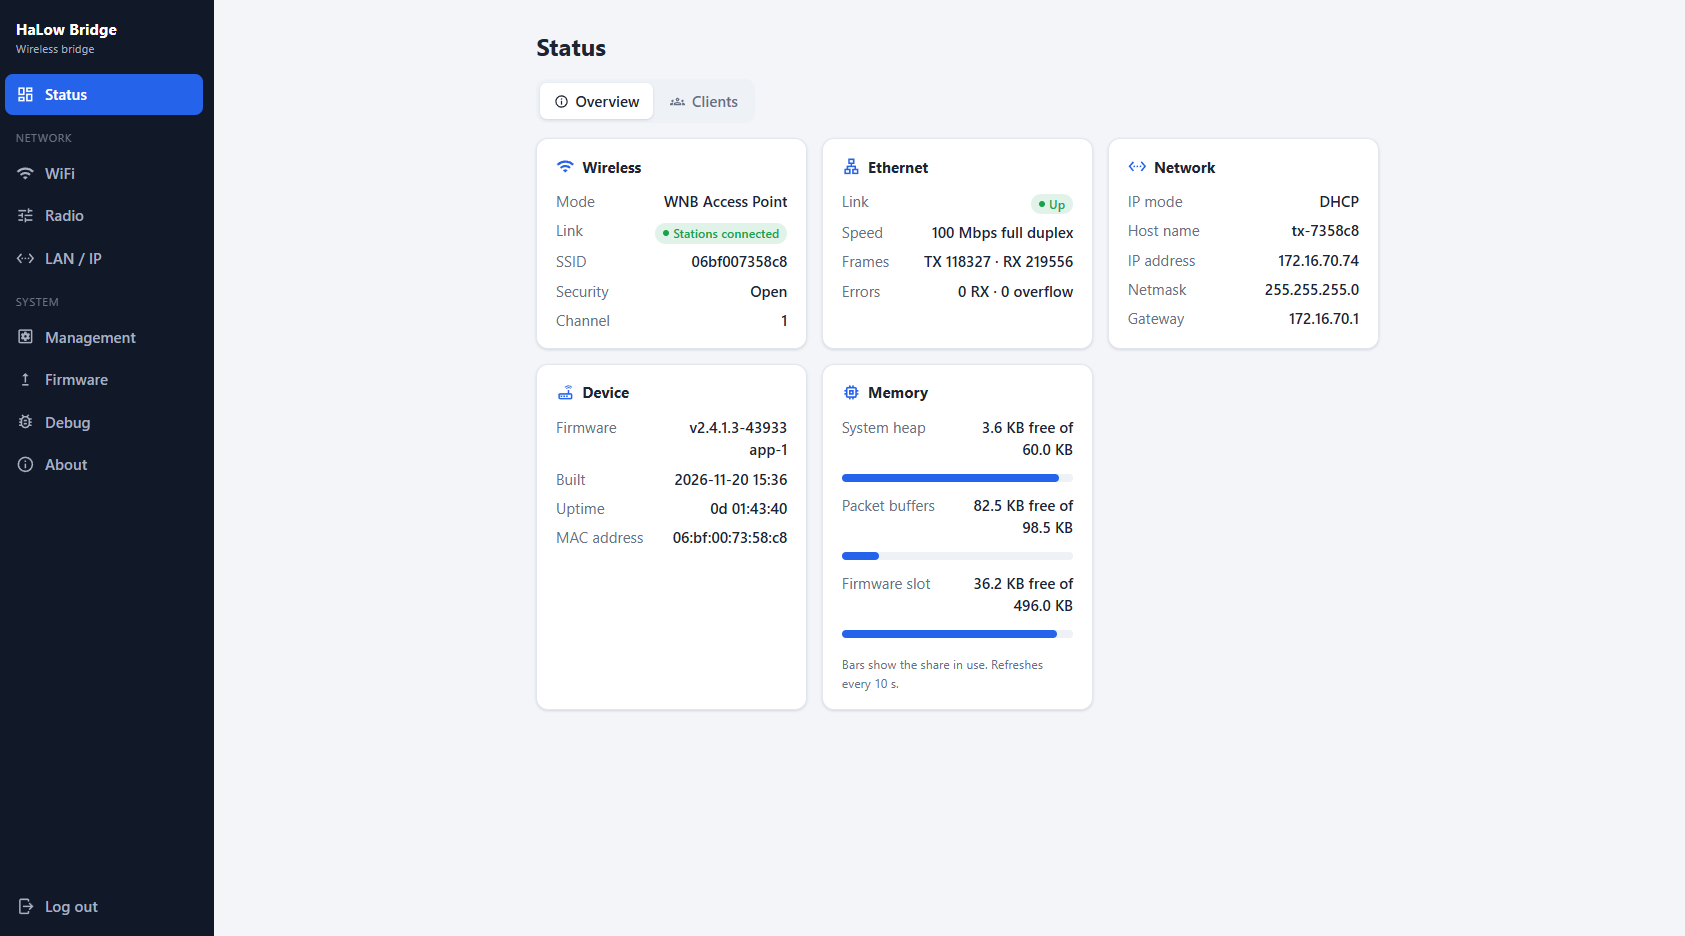 HaLow Bridge
Wireless bridge
Status
NETWORK
WiFi
Radio
LAN / IP
SYSTEM
Management
Firmware
Debug
About
Log out
Status
Overview
Clients
Wireless
Mode WNB Access Point
Link Stations connected
SSID 06bf007358c8
Security Open
Channel 1
Ethernet
Link Up
Speed 100 Mbps full duplex
Frames TX 118327 · RX 219556
Errors 0 RX · 0 overflow
Network
IP mode DHCP
Host name tx-7358c8
IP address 172.16.70.74
Netmask 255.255.255.0
Gateway 172.16.70.1
Device
Firmware v2.4.1.3-43933
app-1
Built 2026-11-20 15:36
Uptime 0d 01:43:40
MAC address 06:bf:00:73:58:c8
Memory
System heap 3.6 KB free of
60.0 KB
Packet buffers 82.5 KB free of
98.5 KB
Firmware slot 36.2 KB free of
496.0 KB
Bars show the share in use. Refreshes
every 10 s.